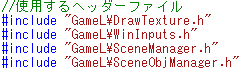 //使用するヘッダーファイル
#include "GameL¥DrawTexture.h"
#include "GameL¥WinInputs.h"
#include "GameL¥SceneManager.h"
#include "GameL¥SceneObjManager.h"